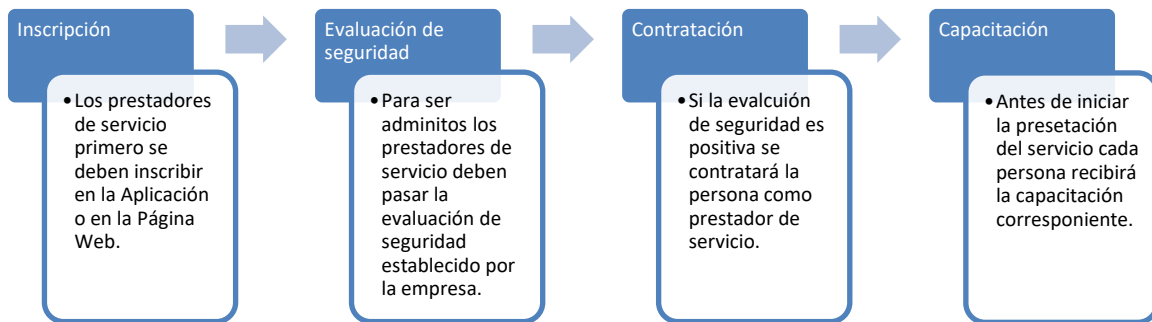 Inscripción
•Los prestadores
de servicio
primero se
deben inscribir
en la Aplicación
o en la Página
Web.
Evaluación de
seguridad
•Para ser
adminitos los
prestadores de
servicio deben
pasar la
evaluación de
seguridad
establecido por
la empresa.
Contratación
•Si la evalcuión
de seguridad es
positiva se
contratará la
persona como
prestador de
servicio.
Capacitación
•Antes de iniciar
la presetación
del servicio cada
persona recibirá
la capacitación
corresponiente.